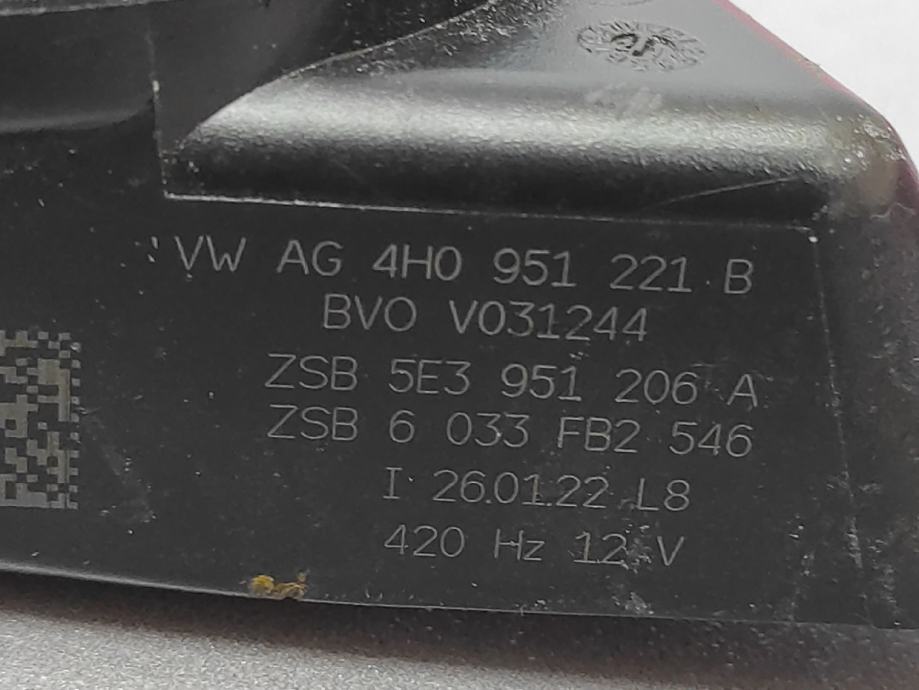 VW AG 4H0 951 221 B
BVO V031244
ZSB 5E3 951 206 A
ZSB 6 033 FB2 546
I 26.01.22 L8
420 Hz 12 V